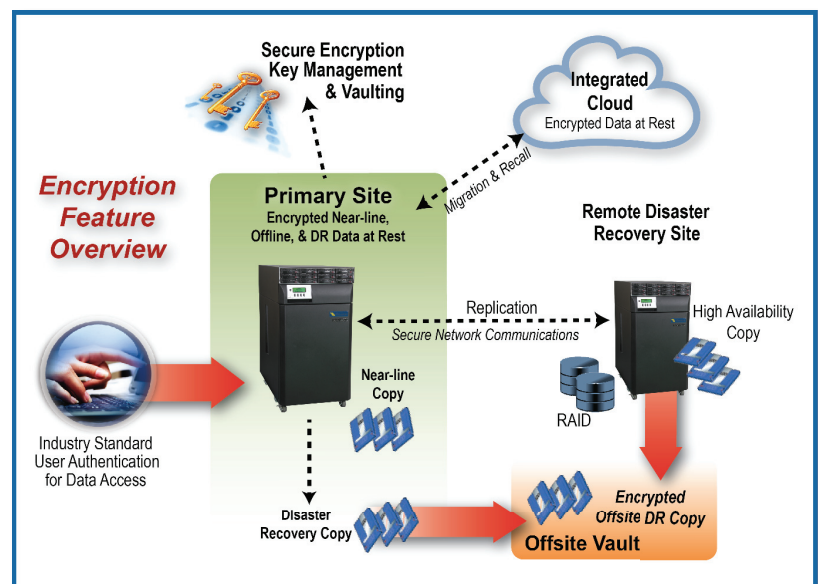 Secure Encryption
Key Management
& Vaulting
Integrated
Cloud
Encrypted Data at Rest
Migration & Recall
Encryption
Feature
Overview
Primary Site
Encrypted Near-line,
Offline, & DR Data at Rest
Remote Disaster
Recovery Site
Replication
Secure Network Communications
High Availability
Copy
Near-line
Copy
RAID
Industry Standard
User Authentication
for Data Access
Disaster
Recovery Copy
Encrypted
Offsite DR Copy
Offsite Vault